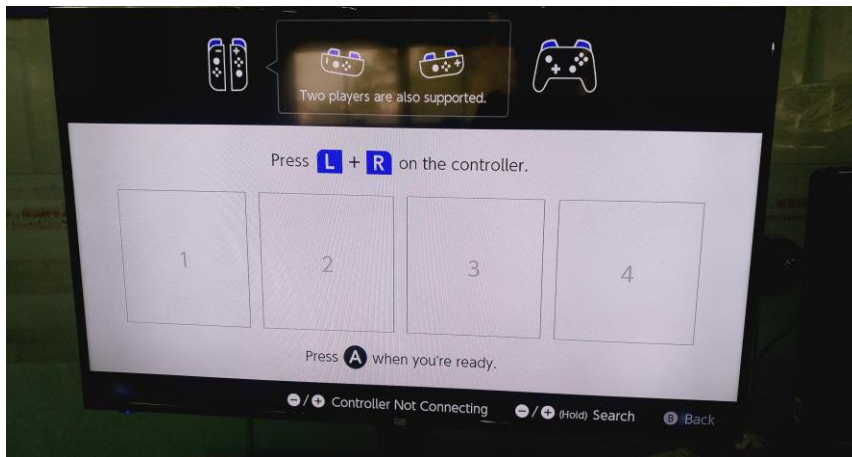 Two players are also supported.
Press L + R on the controller.
1
2
3
4
Press A when you're ready.
-/+ Controller Not Connecting -/+ (Hold) Search B Back